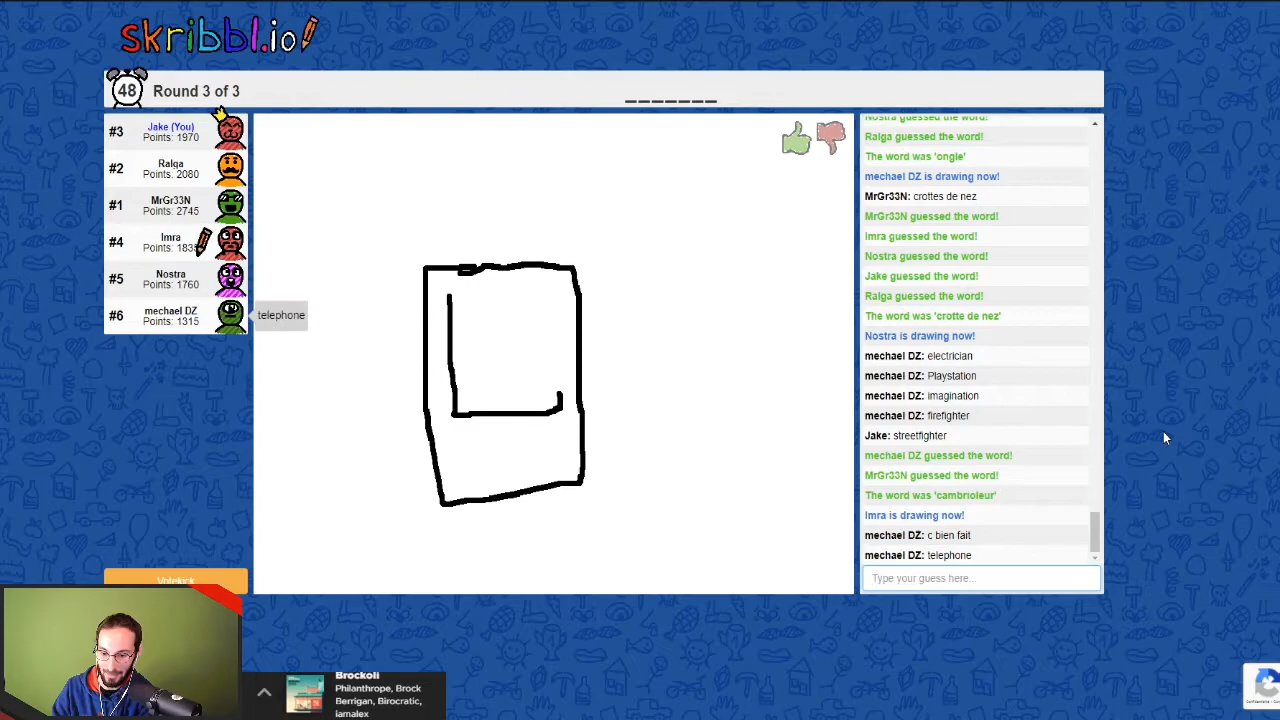 skribbl.io
48
Round 3 of 3
_______
#3
Jake (You)
Points: 1970
#2
Ralga
Points: 2080
#1
MrGr33N
Points: 2745
#4
Imra
#5
Nostra
#6
mechael DZ
Points: 1315
telephone
Votekick
Ralga guessed the word!
The word was 'ongle'
mechael DZ is drawing now!
MrGr33N: crottes de nez
MrGr33N guessed the word!
Imra guessed the word!
Nostra guessed the word!
Jake guessed the word!
Ralga guessed the word!
The word was 'crotte de nez'
Nostra is drawing now!
mechael DZ: electrician
mechael DZ: Playstation
mechael DZ: imagination
mechael DZ: firefighter
Jake: streetfighter
mechael DZ guessed the word!
MrGr33N guessed the word!
The word was 'cambrioleur'
Imra is drawing now!
mechael DZ: c bien fait
mechael DZ: telephone
Type your guess here...
Brockoli
Philanthrope, Brock
Berrigan, Birocratic,
iamalex